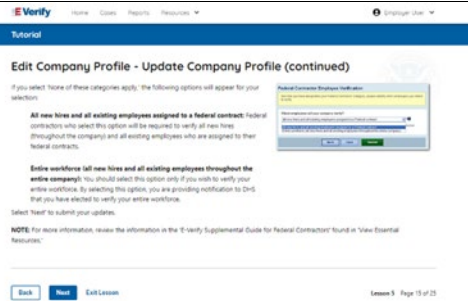 E-Verify Home Cases Reports Resources Employer User
Tutorial
Edit Company Profile - Update Company Profile (continued)
If you select 'None of these categories apply,' the following options will appear for your
selection:
All new hires and all existing employees assigned to a federal contract: Federal
contractors who select this option will be required to verify all new hires
(throughout the company) and all existing employees who are assigned to their
federal contracts.
Entire workforce (all new hires and all existing employees throughout the
entire company): You should select this option only if you wish to verify your
entire workforce. By selecting this option, you are providing notification to DHS
that you have elected to verify your entire workforce.
Select 'Next' to submit your updates.
NOTE: For more information, review the information in the 'E-Verify Supplemental Guide for Federal Contractors' found in 'View Essential
Resources.'
Federal Contractor Employee Verification
Back Next Exit Lesson Lesson 5 Page 15 of 25